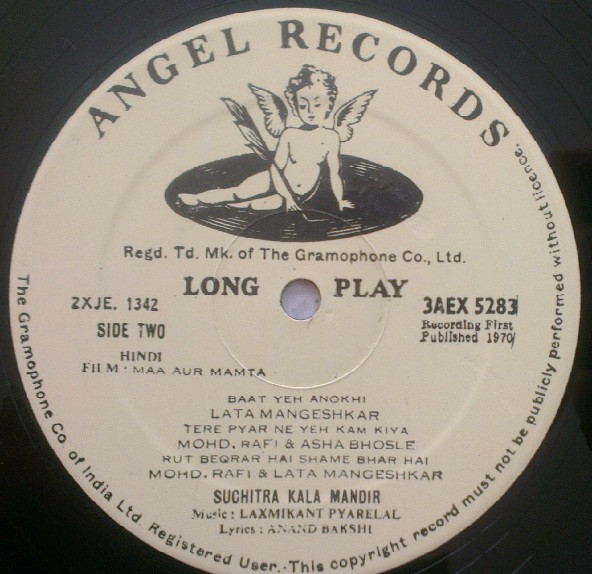 ANGEL RECORDS
Regd. Td. Mk. of The Gramophone Co., Ltd.
LONG PLAY
2XJE. 1342
3AEX 5283
SIDE TWO
Recording First
Published 1970
HINDI
FILM : MAA AUR MAMTA
BAAT YEH ANOKHI
LATA MANGESHKAR
TERE PYAR NE YEH KAM KIYA
MOHD. RAFI & ASHA BHOSLE
RUT BEQRAR HAI SHAME BHAR HAI
MOHD. RAFI & LATA MANGESHKAR
SUCHITRA KALA MANDIR
Music : LAXMIKANT PYARELAL
Lyrics : ANAND BAKSHI
The Gramophone Co. of India Ltd. Registered User.-This copyright record must not be publicly performed without licence.